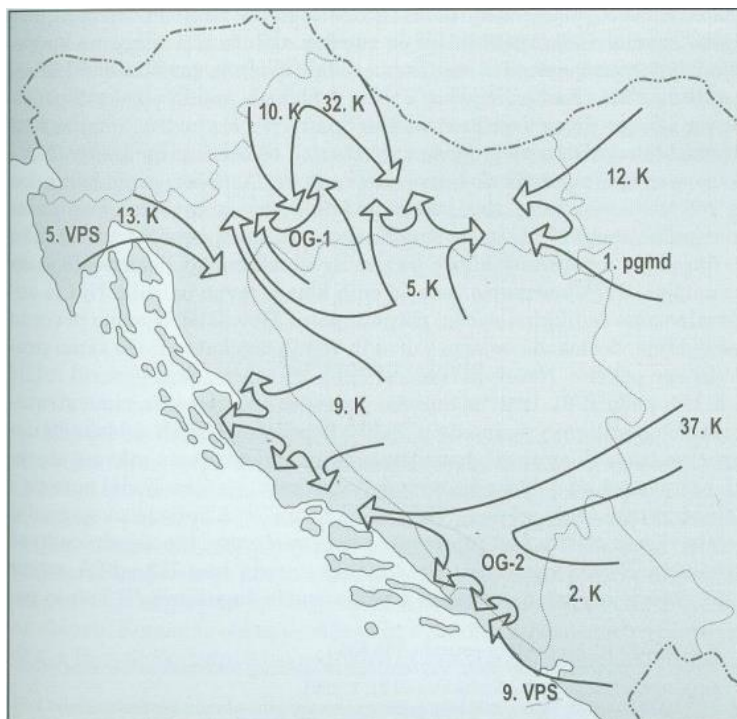 10. K
32. K
12. K
13. K
5. VPS
OG-1
1. pgmd
5. K
9. K
37. K
OG-2
2. K
9. VPS